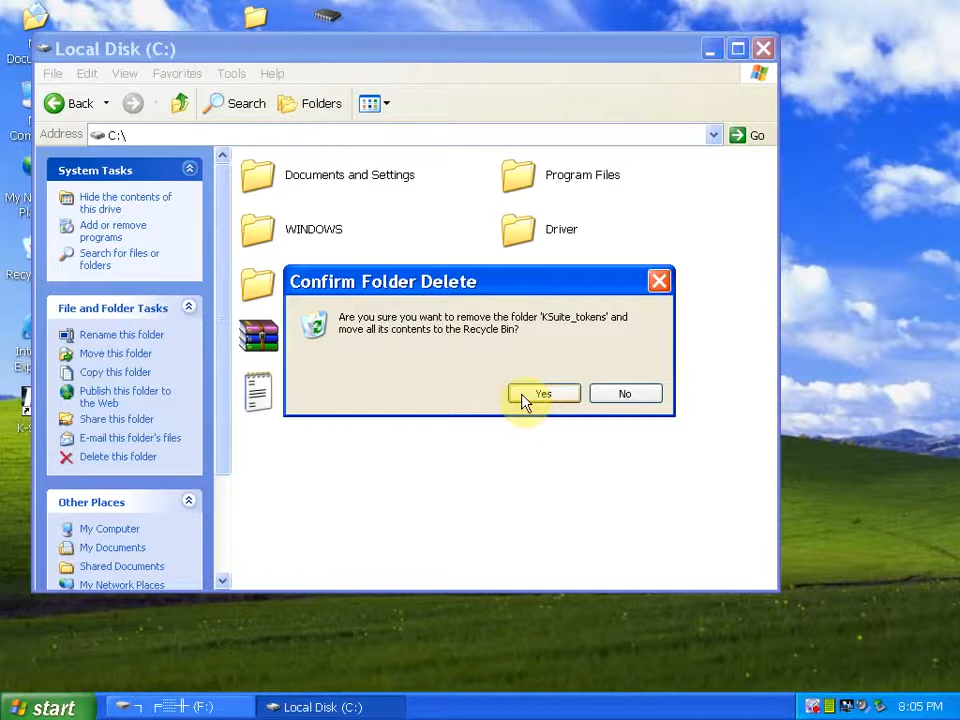 Local Disk (C:)
File Edit View Favorites Tools Help
Back Search Folders
Address C:\ Go
System Tasks
Hide the contents of
this drive
Add or remove
programs
Search for files or
folders
File and Folder Tasks
Rename this folder
Move this folder
Copy this folder
Publish this folder to
the Web
Share this folder
E-mail this folder's files
Delete this folder
Other Places
My Computer
My Documents
Shared Documents
My Network Places
Documents and Settings
Program Files
WINDOWS
Driver
Confirm Folder Delete
Are you sure you want to remove the folder 'KSuite_tokens' and
move all its contents to the Recycle Bin?
Yes No
start
(F:)
Local Disk (C:)
8:05 PM